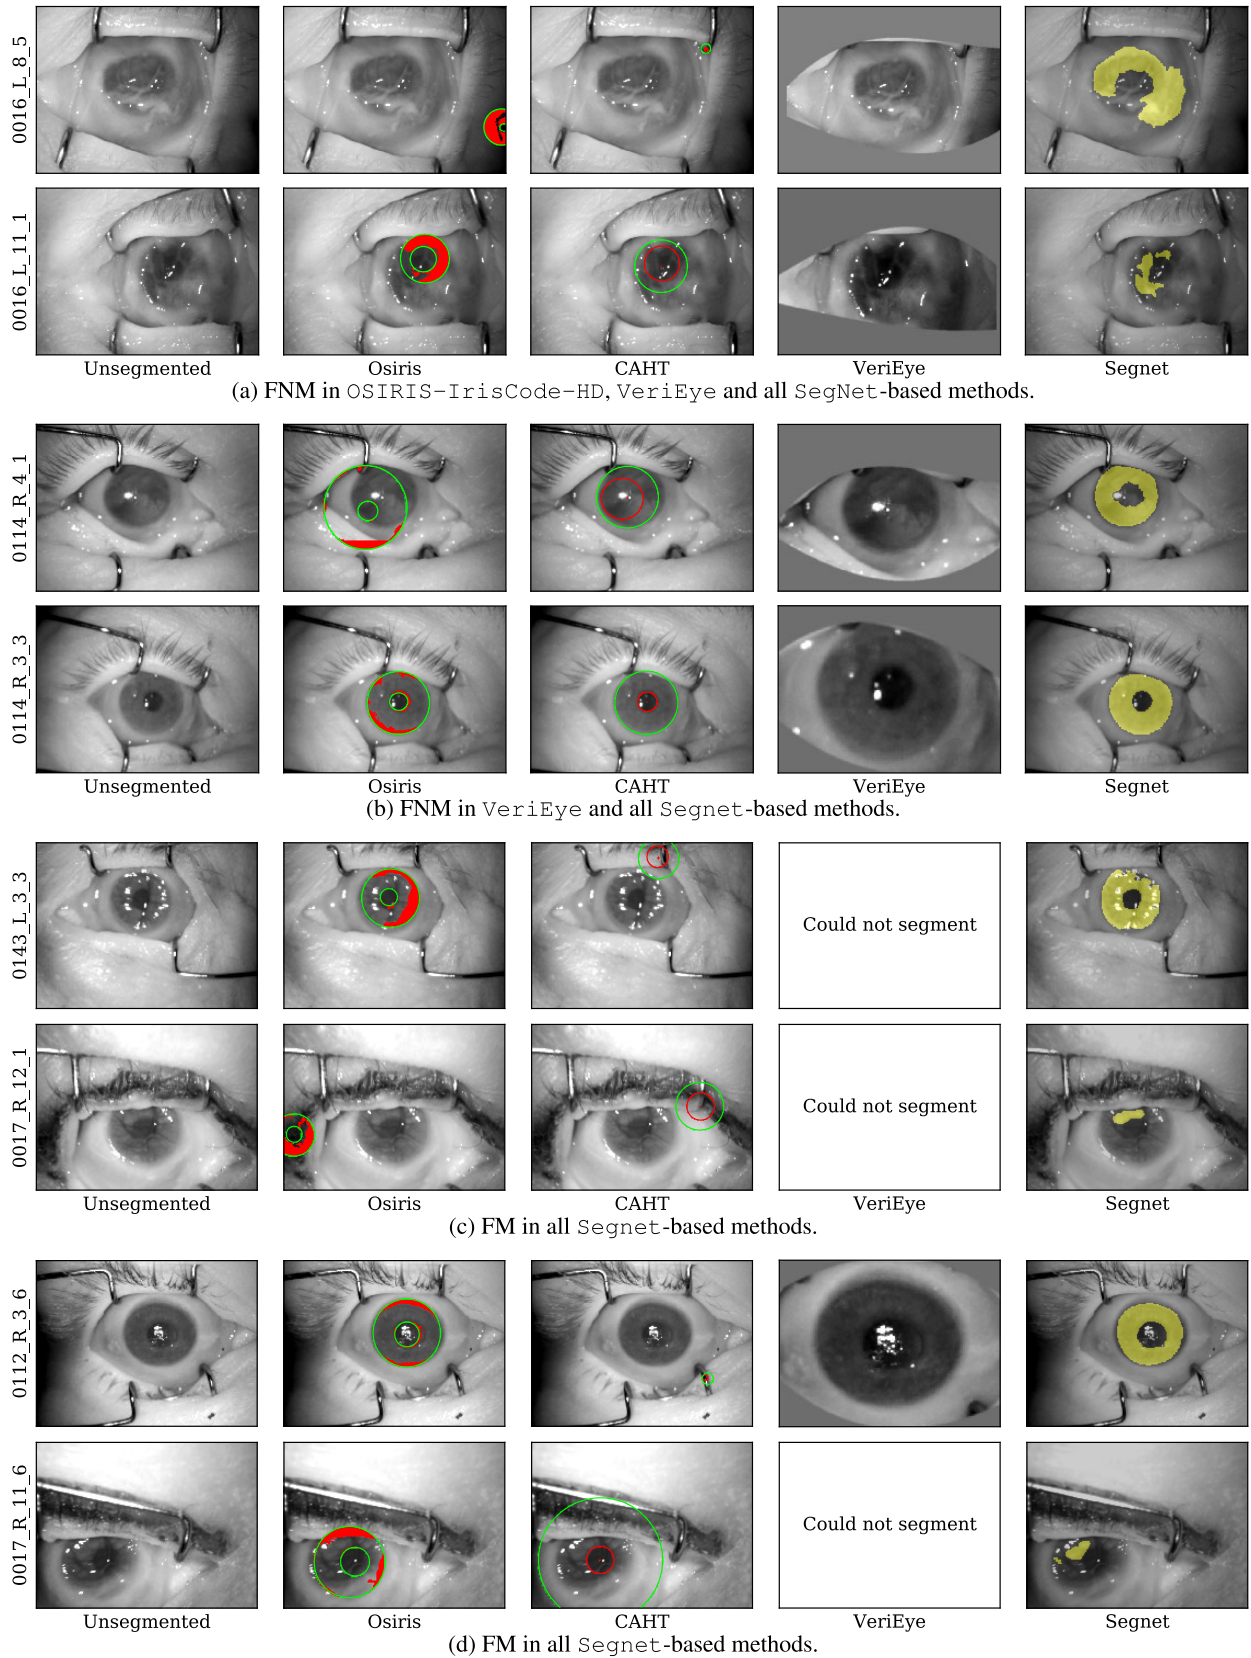 0016_L_8_5
0016_L_11_1
Unsegmented Osiris CAHT VeriEye Segnet
(a) FNM in OSIRIS-IrisCode-HD, VeriEye and all SegNet-based methods.
0114_R_4_1
0114_R_3_3
Unsegmented Osiris CAHT VeriEye Segnet
(b) FNM in VeriEye and all Segnet-based methods.
0143_L_3_3
Could not segment
0017_R_12_1
Could not segment
Unsegmented Osiris CAHT VeriEye Segnet
(c) FM in all Segnet-based methods.
0112_R_3_6
0017_R_11_6
Could not segment
Unsegmented Osiris CAHT VeriEye Segnet
(d) FM in all Segnet-based methods.